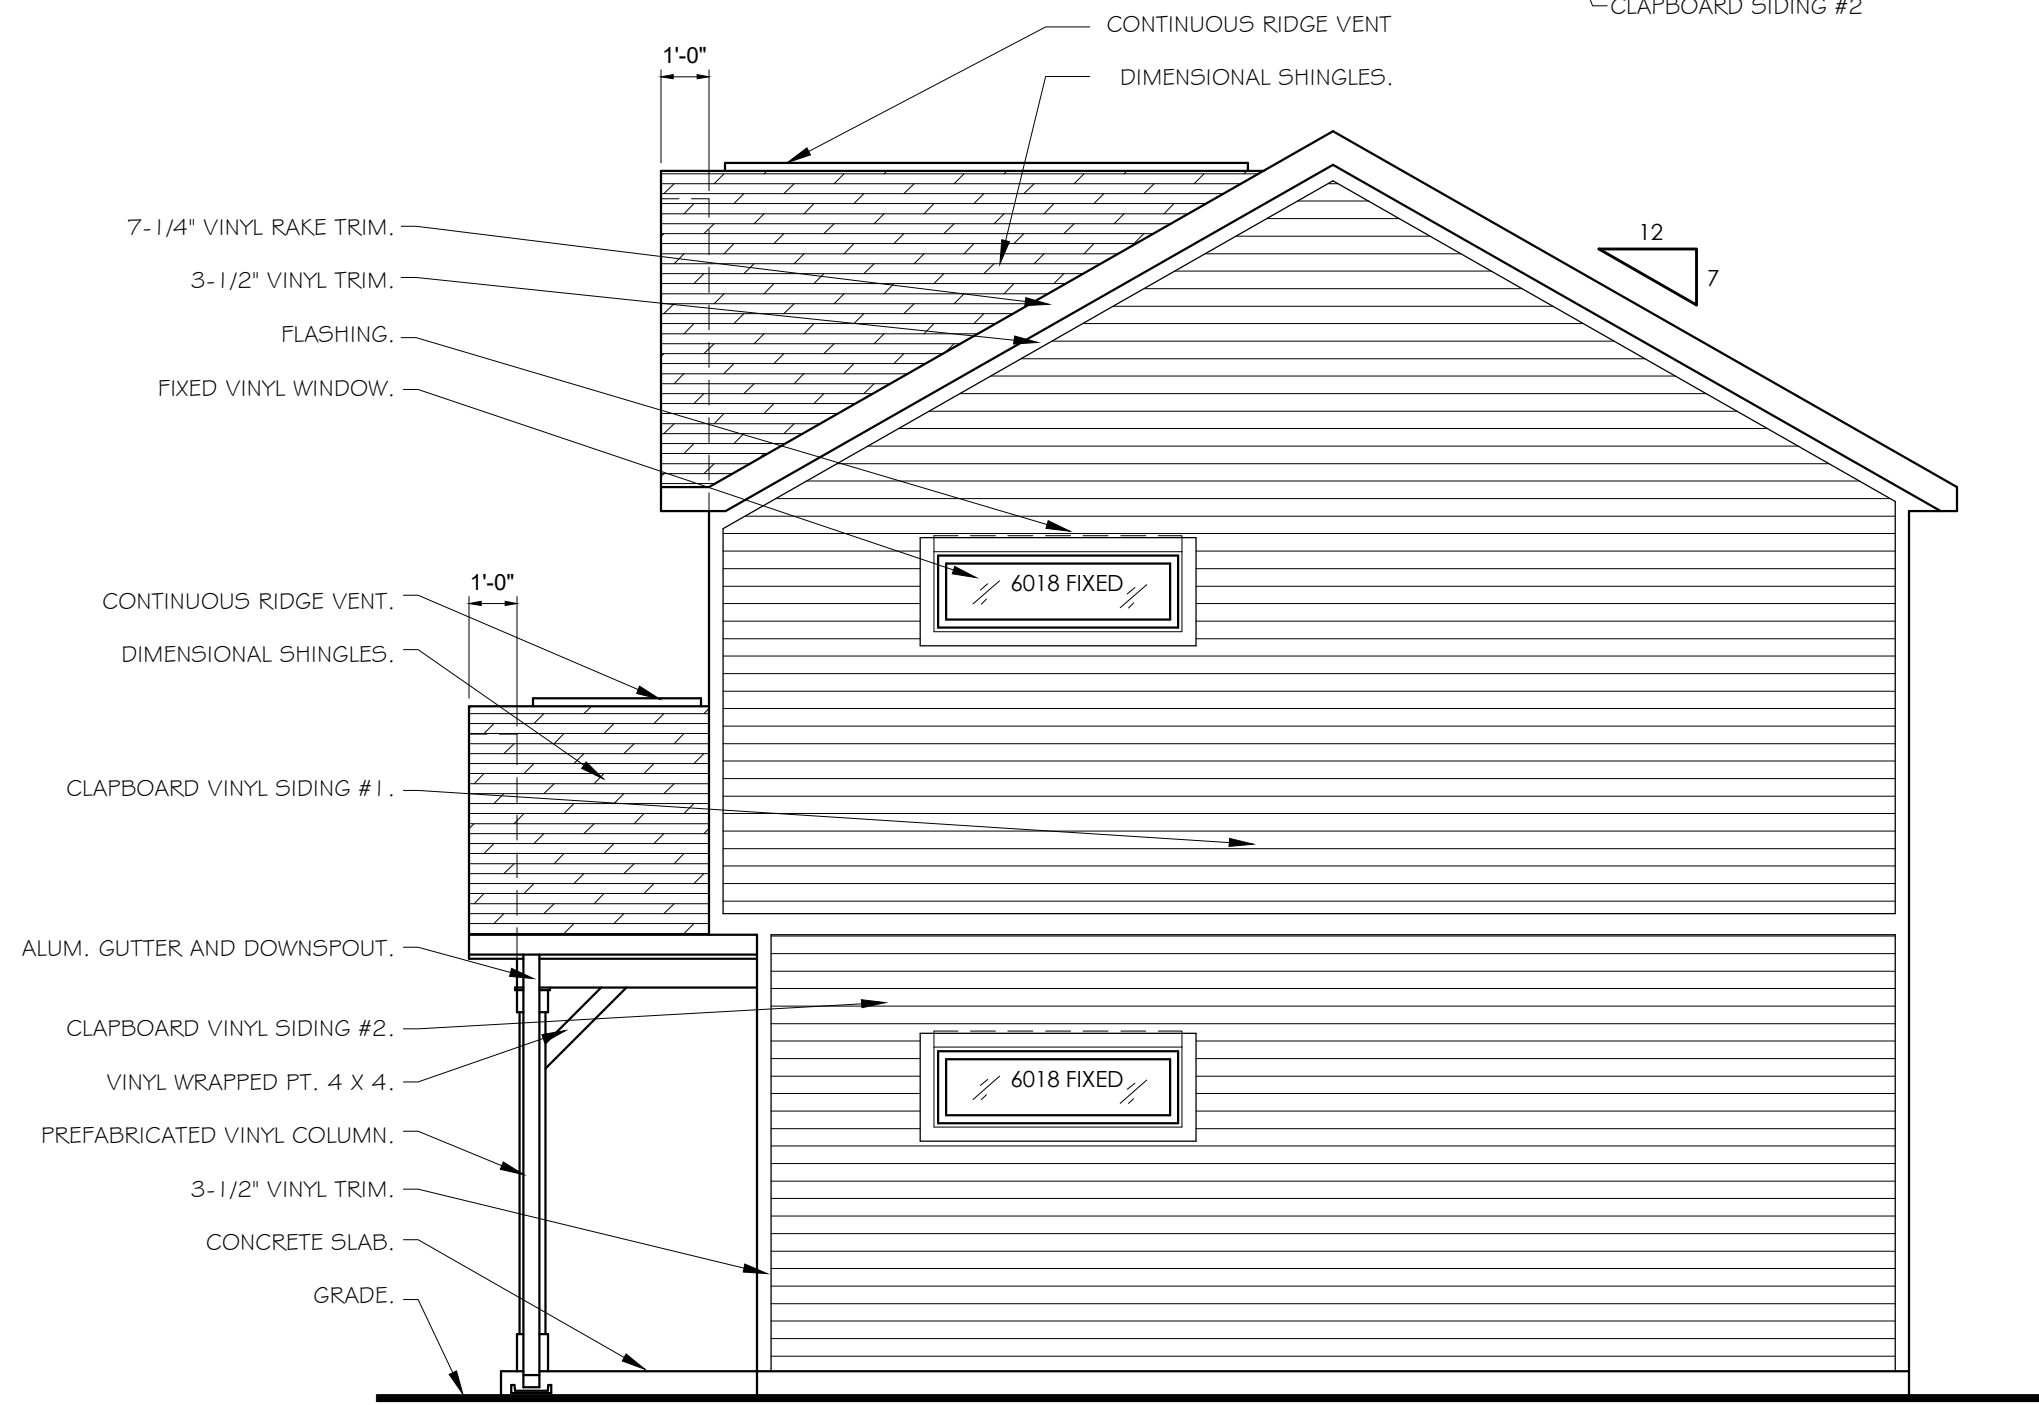 CLAPBOARD SIDING #2
CONTINUOUS RIDGE VENT
1'-0"
DIMENSIONAL SHINGLES.
7-1/4" VINYL RAKE TRIM.
12
7
3-1/2" VINYL TRIM.
FLASHING.
FIXED VINYL WINDOW.
1'-0"
6018 FIXED
CONTINUOUS RIDGE VENT.
DIMENSIONAL SHINGLES.
CLAPBOARD VINYL SIDING #1.
ALUM. GUTTER AND DOWNSPOUT.
CLAPBOARD VINYL SIDING #2.
VINYL WRAPPED PT. 4 X 4.
6018 FIXED
PREFABRICATED VINYL COLUMN.
3-1/2" VINYL TRIM.
CONCRETE SLAB.
GRADE.